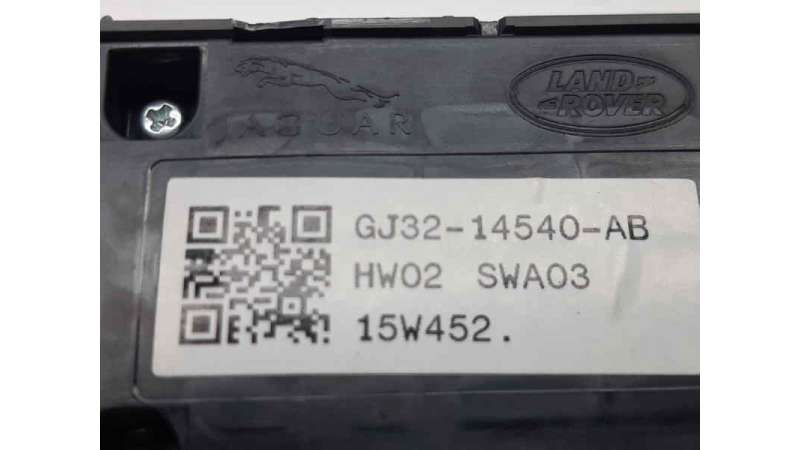 JAGUAR
LAND
ROVER
GJ32-14540-AB
HW02 SWA03
15W452.